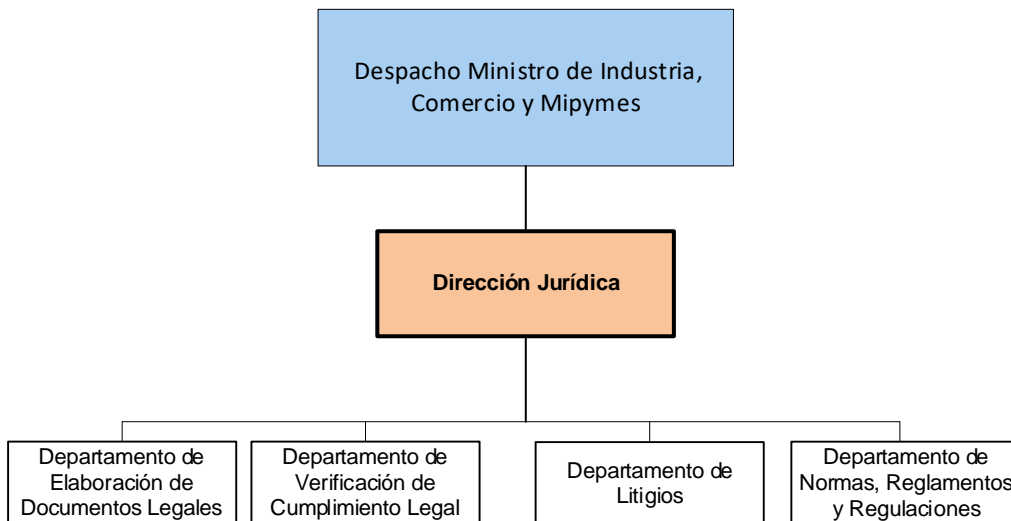 Despacho Ministro de Industria,
Comercio y Mipymes
Dirección Jurídica
Departamento de
Elaboración de
Documentos Legales
Departamento de
Verificación de
Cumplimiento Legal
Departamento de
Litigios
Departamento de
Normas, Reglamentos
y Regulaciones